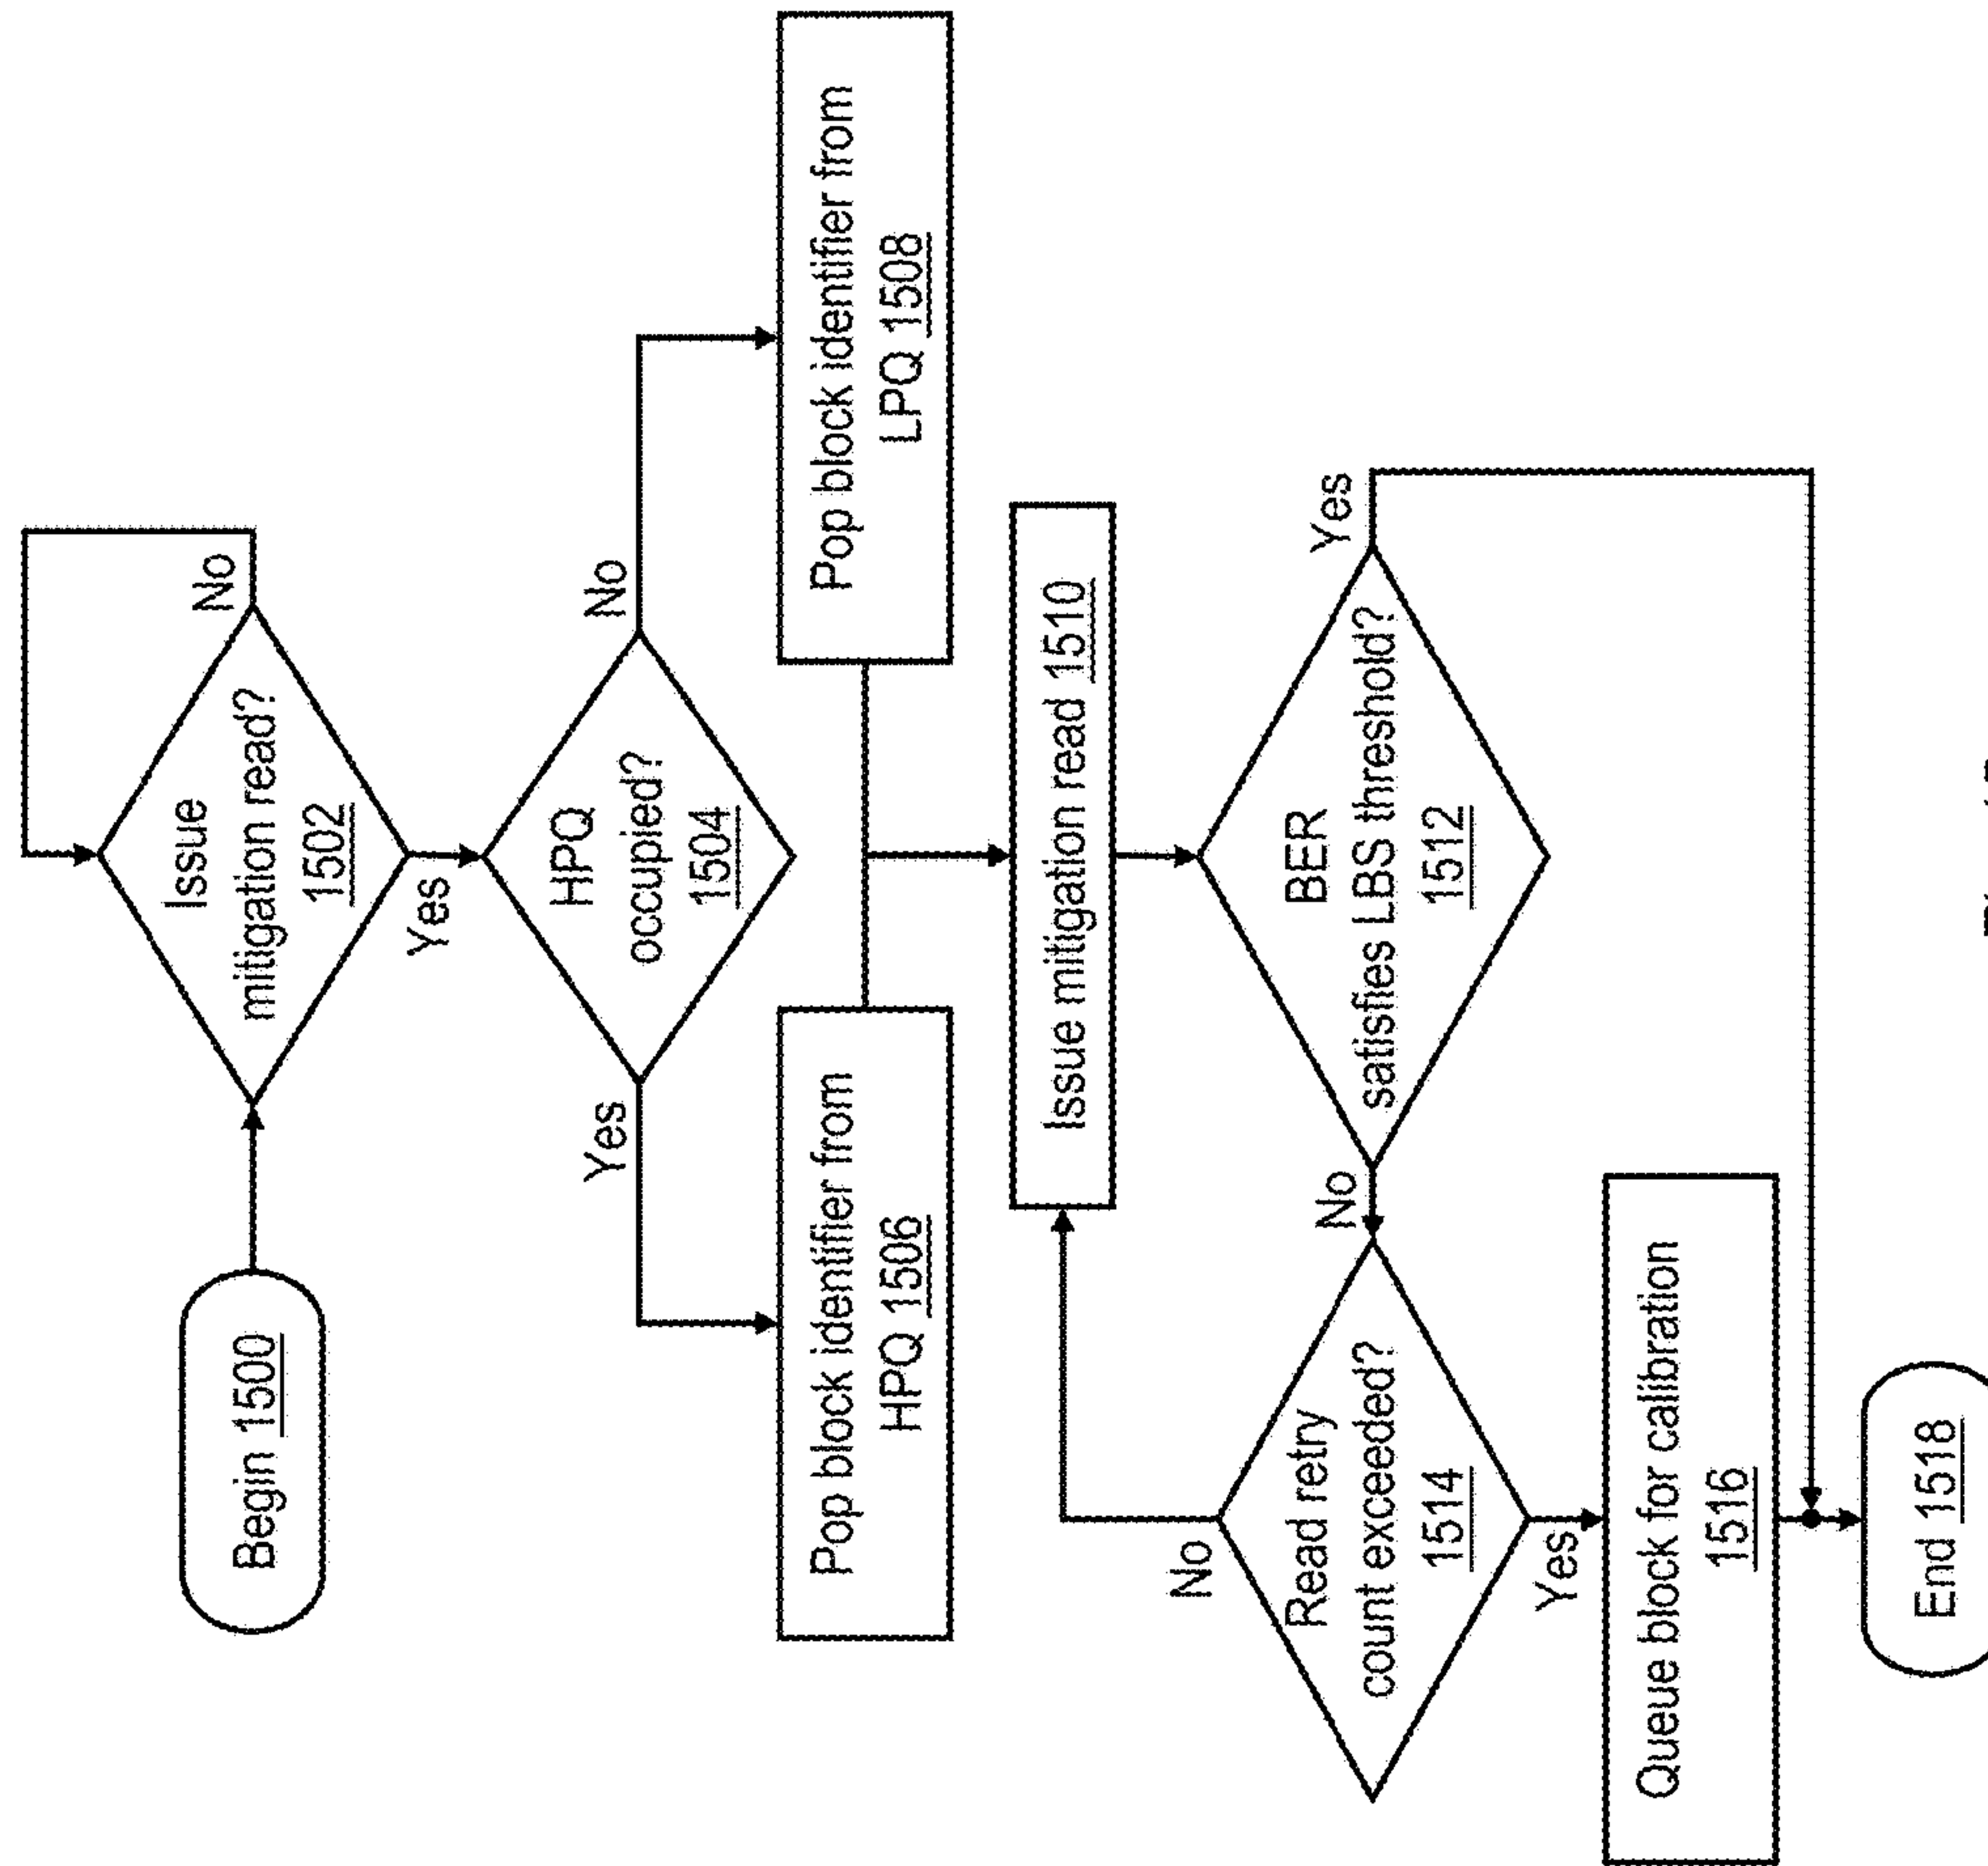 Begin 1500
Issue
mitigation read?
1502
No
Yes
HPQ
occupied?
1504
Yes
No
Pop block identifier from
HPQ 1506
Pop block identifier from
LPQ 1508
Issue mitigation read 1510
BER
satisfies LBS threshold?
1512
No
Yes
Read retry
count exceeded?
1514
No
Yes
Queue block for calibration
1516
End 1518